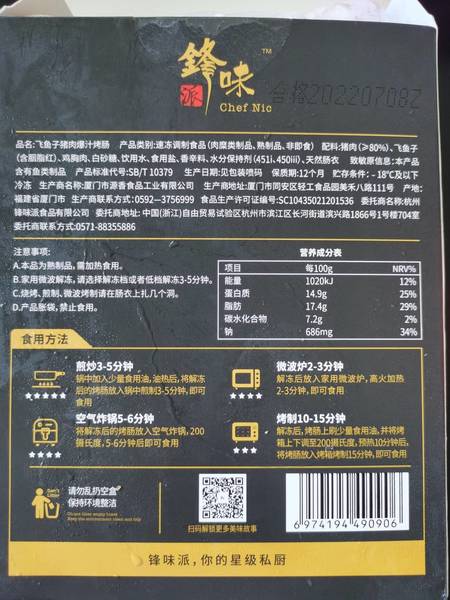 鋒味
派
TM
Chef Nic
合格20220708Z
品名:飞鱼子猪肉爆汁烤肠 产品类别:速冻调制食品(肉糜类制品、熟制品、非即食) 配料:猪肉(≥80%)、飞鱼子
(含胭脂红)、鸡胸肉、白砂糖、饮用水、食用盐、香辛料、水分保持剂(451i、450iii)、天然肠衣 致敏原信息:本产品
含有鱼类制品 产品标准代号:SB/T 10379 生产日期:见包装喷码 保质期:12个月 贮存条件:-18°C及以下
冷冻 生产商名称:厦门市源香食品工业有限公司 生产商地址:厦门市同安区轻工食品园美禾八路111号 产地:
福建省厦门市 生产商联系方式:0592—3756999 食品生产许可证编号:SC10435021201536 委托商名称:杭州
锋味派食品有限公司 委托商地址:中国(浙江)自由贸易试验区杭州市滨江区长河街道滨兴路1866号1号楼704室
委托商联系方式:0571-88355886
注意事项:
A.本品为熟制品,需加热食用。
B.家用微波解冻,请选择解冻档或者低档解冻3-5分钟。
C.烧烤、煎制、微波烤制请在肠衣上扎几个洞。
D.产品胀袋,禁止食用。
营养成分表
项目 每100g NRV%
能量 1020kJ 12%
蛋白质 14.9g 25%
脂肪 17.4g 29%
碳水化合物 7.2g 2%
钠 686mg 34%
食用方法
煎炒3-5分钟
锅中加入少量食用油,油热后,将解冻
后的烤肠放入锅中煎制3-5分钟,即可
食用
微波炉2-3分钟
解冻后放入家用微波炉,高火加热
2-3分钟,即可食用
空气炸锅5-6分钟
将解冻后的烤肠放入空气炸锅,200
摄氏度,5-6分钟后即可食用
烤制10-15分钟
解冻后,烤肠上刷少量食用油,并将烤
箱上下调至200摄氏度,预热10分钟后,
将烤肠放入烤箱烤制15分钟,即可食用
请勿乱扔空盒
保持环境整洁
扫码解锁更多美味故事
6 974194 490906
锋味派,你的星级私厨